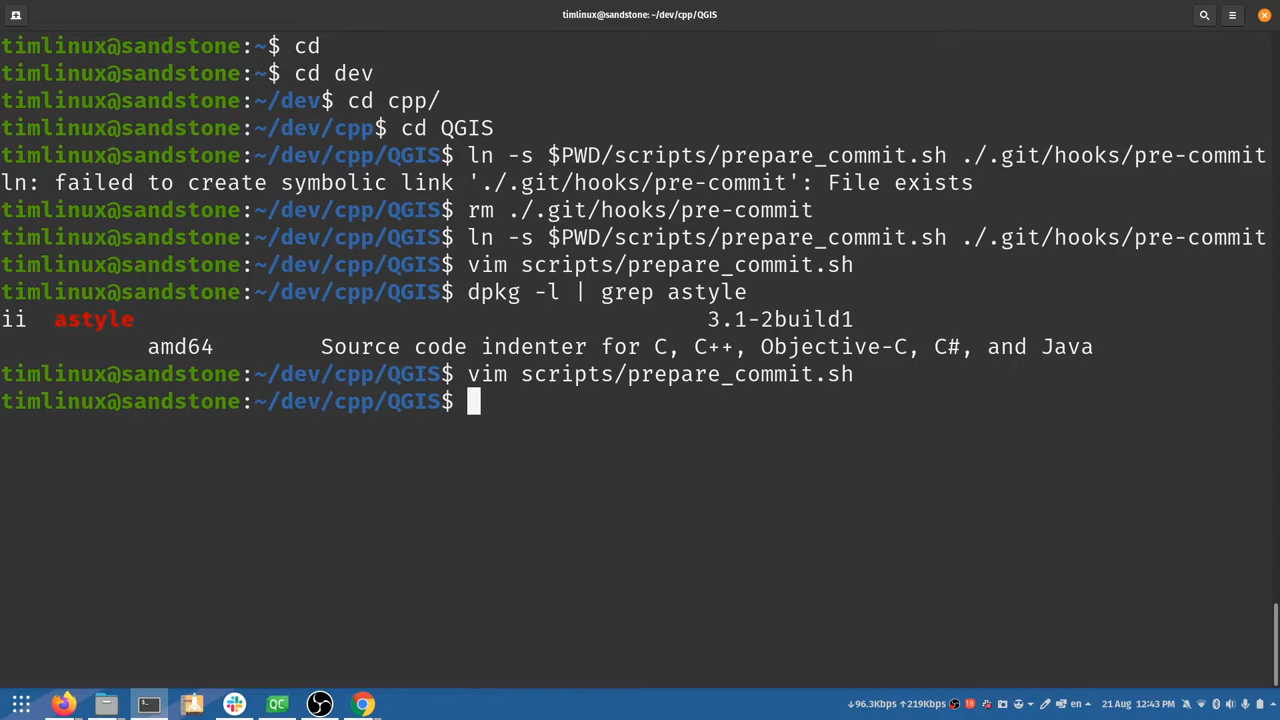 timlinux@sandstone: ~/dev/cpp/QGIS
timlinux@sandstone:~$ cd
timlinux@sandstone:~$ cd dev
timlinux@sandstone:~/dev$ cd cpp/
timlinux@sandstone:~/dev/cpp$ cd QGIS
timlinux@sandstone:~/dev/cpp/QGIS$ ln -s $PWD/scripts/prepare_commit.sh ./.git/hooks/pre-commit
ln: failed to create symbolic link './.git/hooks/pre-commit': File exists
timlinux@sandstone:~/dev/cpp/QGIS$ rm ./.git/hooks/pre-commit
timlinux@sandstone:~/dev/cpp/QGIS$ ln -s $PWD/scripts/prepare_commit.sh ./.git/hooks/pre-commit
timlinux@sandstone:~/dev/cpp/QGIS$ vim scripts/prepare_commit.sh
timlinux@sandstone:~/dev/cpp/QGIS$ dpkg -l | grep astyle
ii astyle 3.1-2build1
amd64 Source code indenter for C, C++, Objective-C, C#, and Java
timlinux@sandstone:~/dev/cpp/QGIS$ vim scripts/prepare_commit.sh
timlinux@sandstone:~/dev/cpp/QGIS$
QC ↓96.3Kbps ↑219Kbps 18 en 21 Aug 12:43 PM